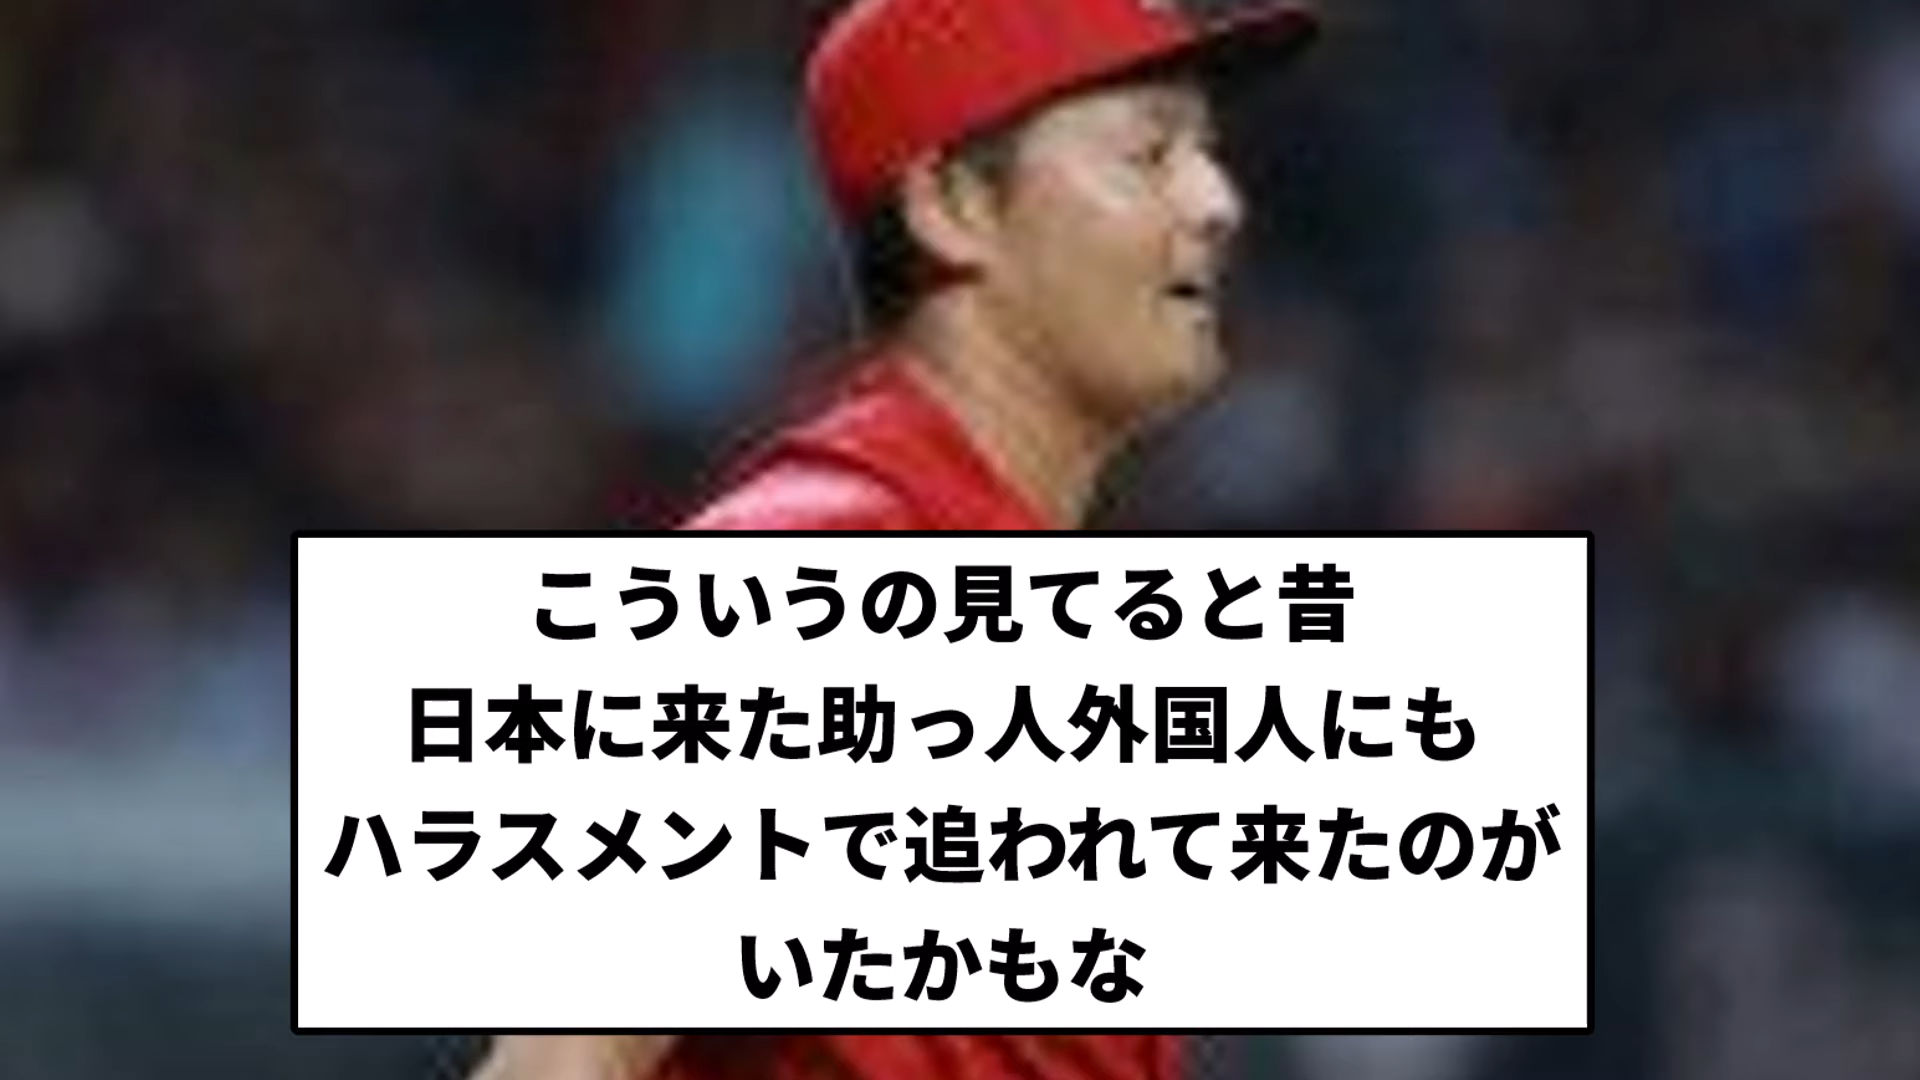 こういうの見てると昔
日本に来た助っ人外国人にも
ハラスメントで追われて来たのが
いたかもな